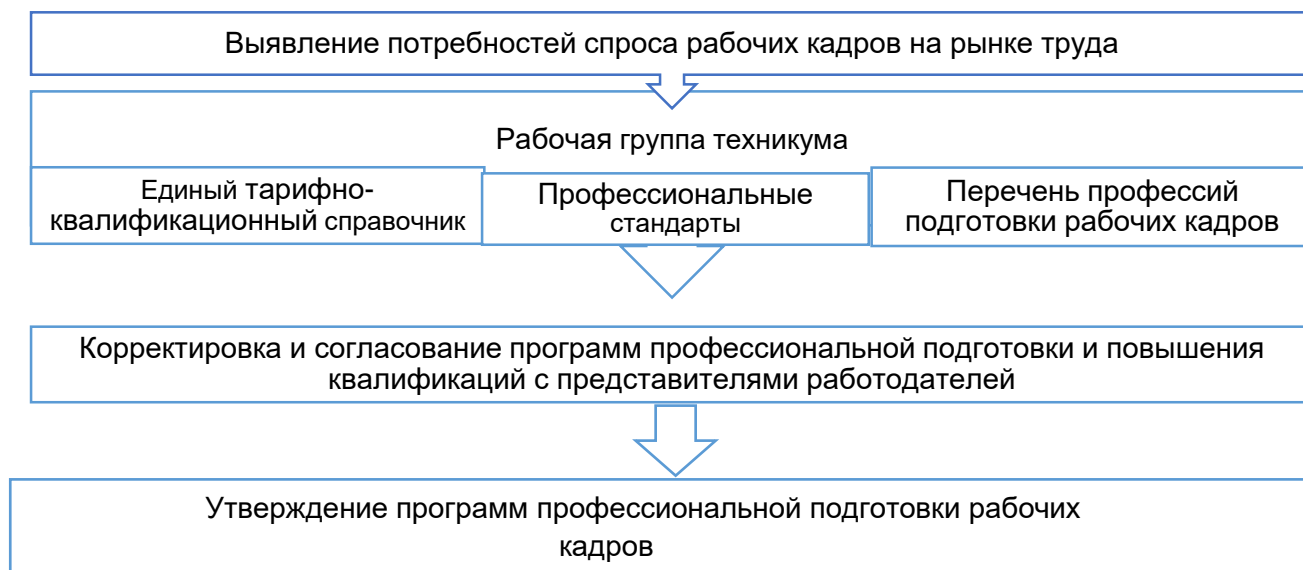 Выявление потребностей спроса рабочих кадров на рынке труда
Рабочая группа техникума
Единый тарифно-
квалификационный справочник
Профессиональные
стандарты
Перечень профессий
подготовки рабочих кадров
Корректировка и согласование программ профессиональной подготовки и повышения
квалификаций с представителями работодателей
Утверждение программ профессиональной подготовки рабочих
кадров